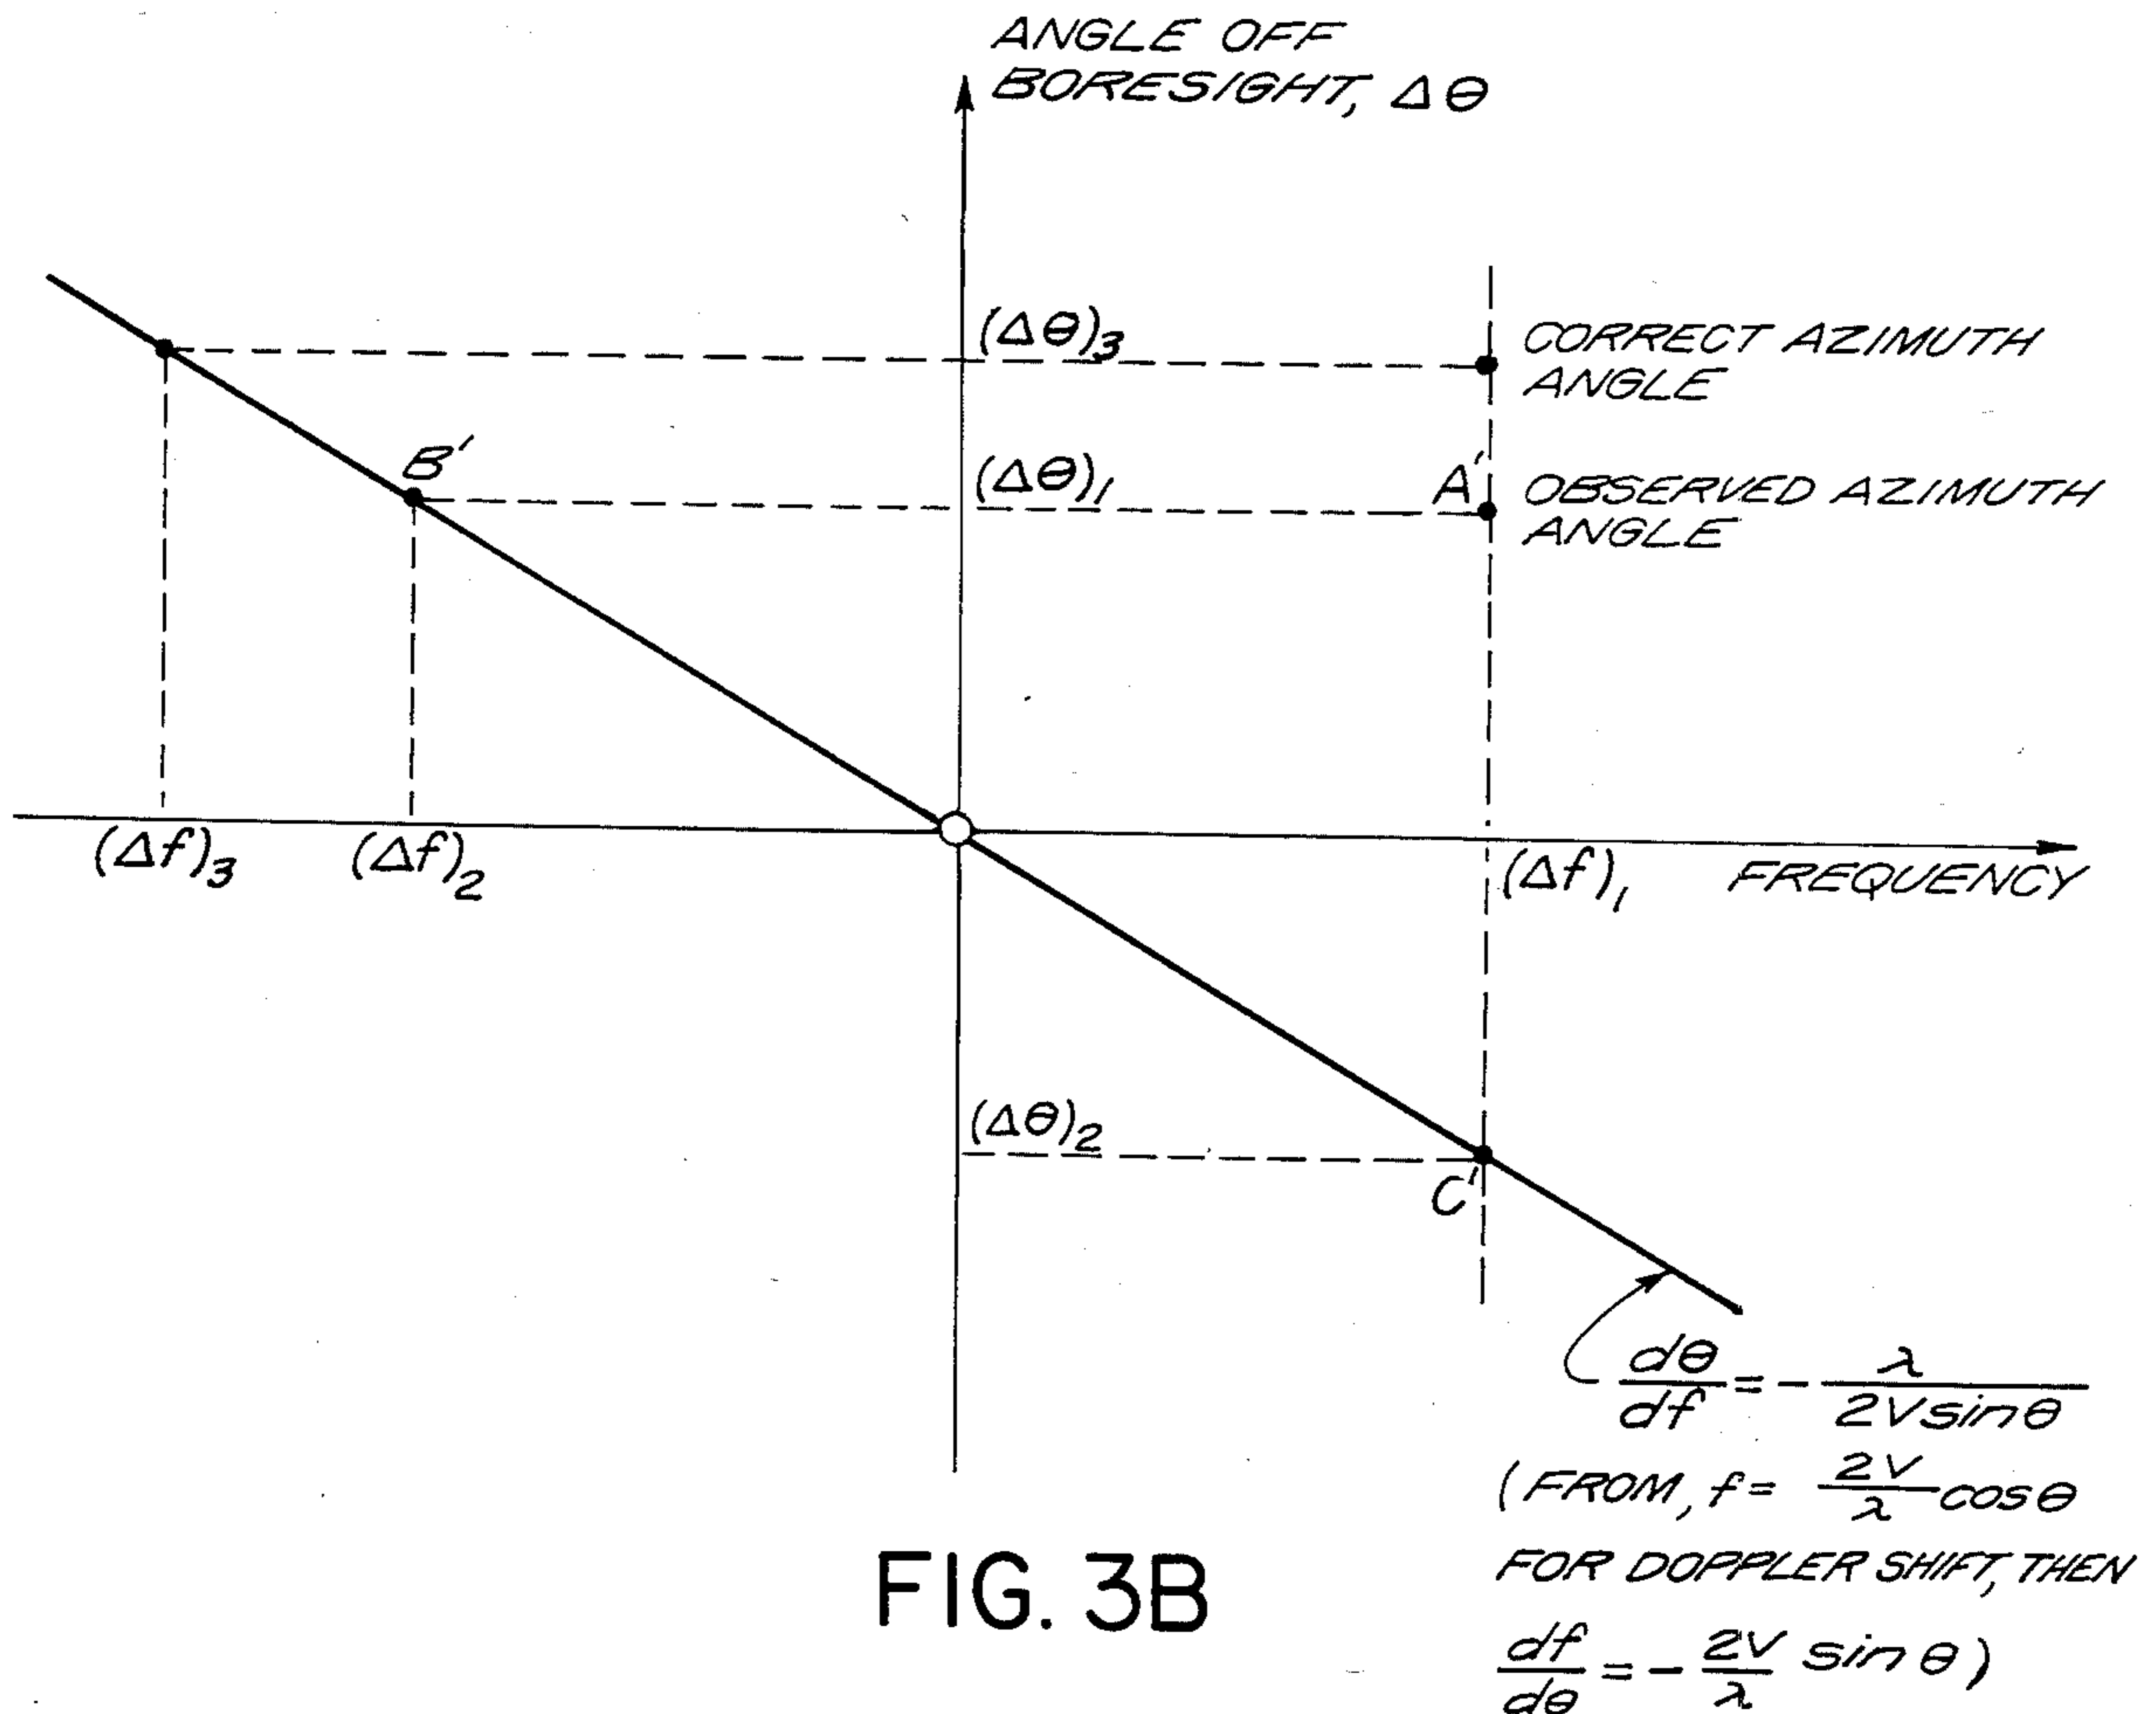 ANGLE OFF
BORESIGHT, Δθ
(Δθ)3
CORRECT AZIMUTH
ANGLE
B'
(Δθ)1
A'
OBSERVED AZIMUTH
ANGLE
(Δf)3
(Δf)2
(Δf)1
FREQUENCY
(Δθ)2
C'
dθ/df = - λ/2Vsinθ
(FROM, f = 2V/λ cosθ
FOR DOPPLER SHIFT, THEN
df/dθ = - 2V/λ sinθ)
FIG. 3B